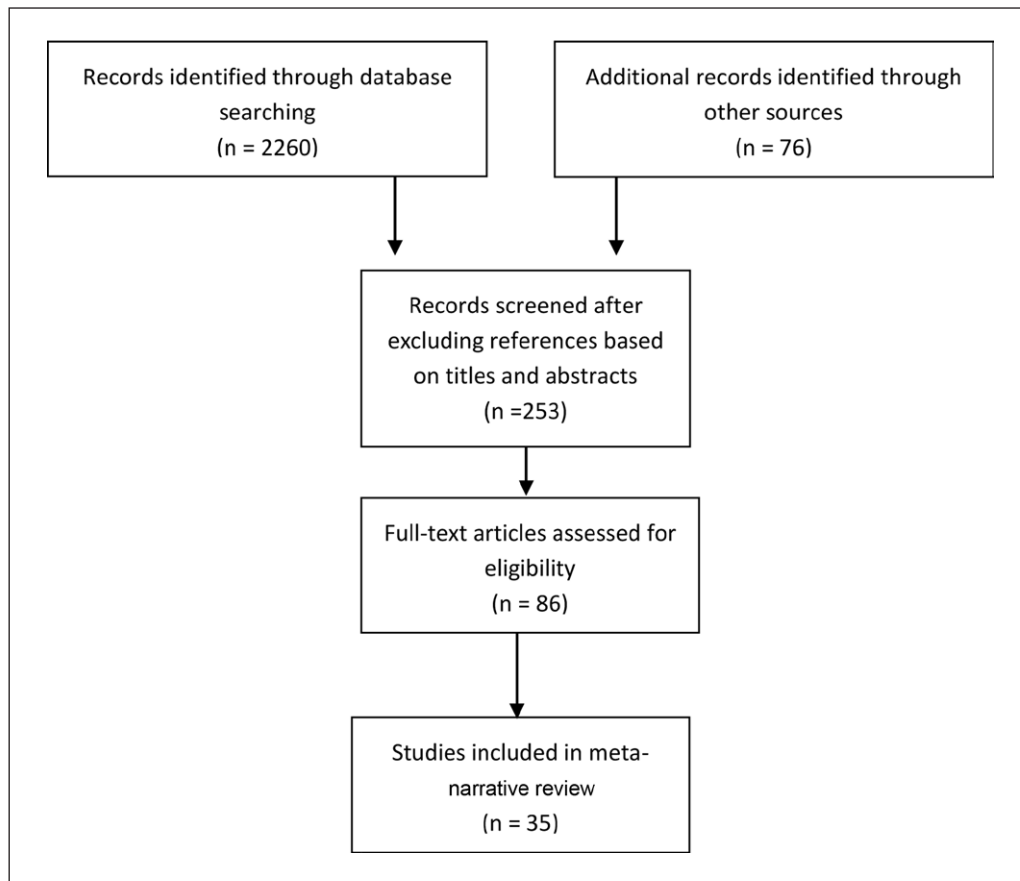 Records identified through database
searching
(n = 2260)
Additional records identified through
other sources
(n = 76)
Records screened after
excluding references based
on titles and abstracts
(n =253)
Full-text articles assessed for
eligibility
(n = 86)
Studies included in meta-
narrative review
(n = 35)